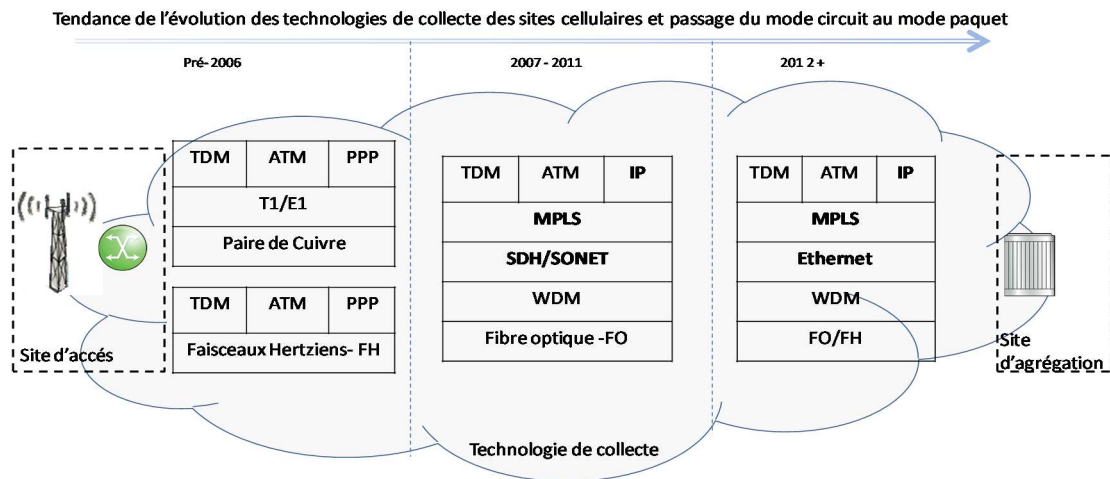 Tendance de l'évolution des technologies de collecte des sites cellulaires et passage du mode circuit au mode paquet
Pré-2006
2007 - 2011
201 2 +
TDM ATM PPP
T1/E1
Paire de Cuivre
TDM ATM PPP
Faisceaux Hertziens- FH
TDM ATM IP
MPLS
SDH/SONET
WDM
Fibre optique -FO
TDM ATM IP
MPLS
Ethernet
WDM
FO/FH
Site d'accés
Site
d'agrégation
Technologie de collecte